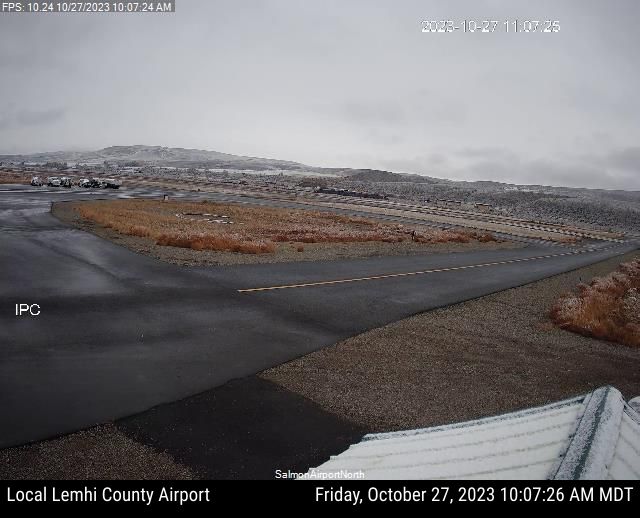 FPS: 10.24 10/27/2023 10:07:24 AM
2023-10-27 11:07:25
IPC
SalmonAirportNorth
Local Lemhi County Airport
Friday, October 27, 2023 10:07:26 AM MDT